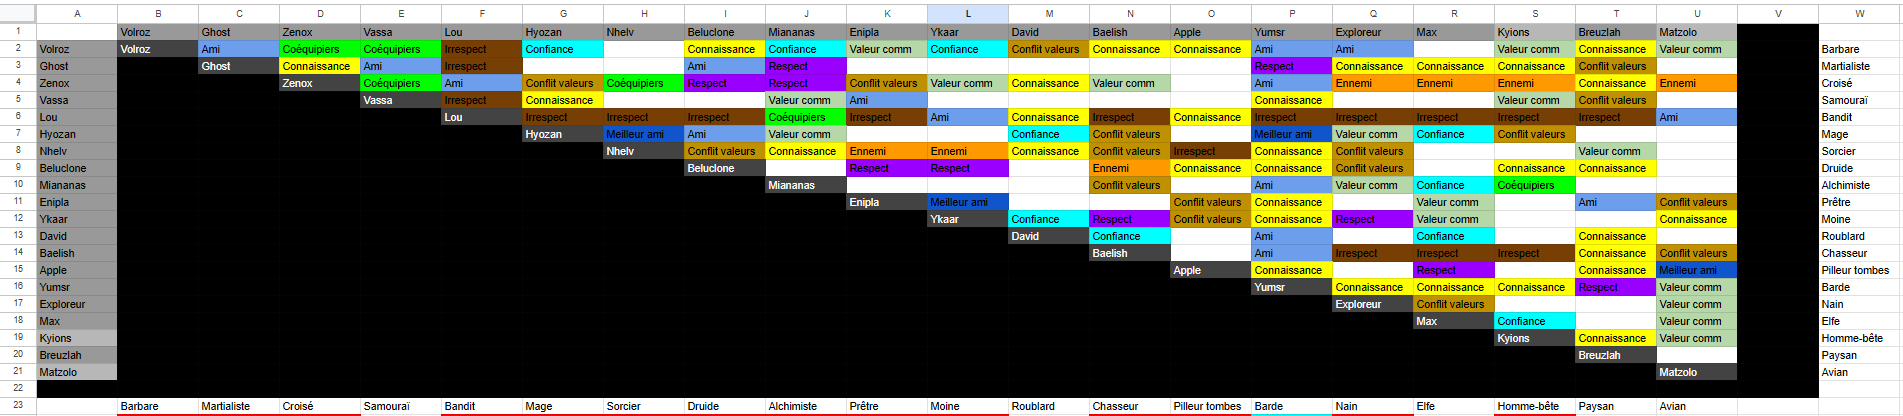 A B C D E F G H I J K L M N O P Q R S T U V W
1 Volroz Ghost Zenox Vassa Lou Hyozan Nhelv Beluclone Miananas Enipla Ykaar David Baelish Apple Yumsr Exploreur Max Kyions Breuzlah Matzolo
2 Volroz Volroz Ami Coéquipiers Coéquipiers Irrespect Confiance Connaissance Confiance Valeur comm Confiance Conflit valeurs Connaissance Connaissance Ami Ami Valeur comm Connaissance Valeur comm Barbare
3 Ghost Ghost Connaissance Ami Irrespect Ami Respect Respect Connaissance Connaissance Connaissance Conflit valeurs Martialiste
4 Zenox Zenox Coéquipiers Ami Conflit valeurs Coéquipiers Respect Respect Conflit valeurs Valeur comm Connaissance Valeur comm Ami Ennemi Ennemi Ennemi Connaissance Ennemi Croisé
5 Vassa Vassa Irrespect Connaissance Valeur comm Ami Connaissance Valeur comm Conflit valeurs Samouraï
6 Lou Lou Irrespect Irrespect Irrespect Coéquipiers Irrespect Ami Connaissance Irrespect Connaissance Irrespect Irrespect Irrespect Irrespect Irrespect Ami Bandit
7 Hyozan Hyozan Meilleur ami Ami Valeur comm Confiance Conflit valeurs Meilleur ami Valeur comm Confiance Conflit valeurs Mage
8 Nhelv Nhelv Conflit valeurs Connaissance Ennemi Ennemi Connaissance Conflit valeurs Irrespect Connaissance Conflit valeurs Valeur comm Sorcier
9 Beluclone Beluclone Respect Respect Ennemi Connaissance Connaissance Conflit valeurs Connaissance Connaissance Druide
10 Miananas Miananas Conflit valeurs Ami Valeur comm Confiance Coéquipiers Alchimiste
11 Enipla Enipla Meilleur ami Conflit valeurs Connaissance Valeur comm Ami Conflit valeurs Prêtre
12 Ykaar Ykaar Confiance Respect Conflit valeurs Connaissance Respect Valeur comm Connaissance Moine
13 David David Confiance Ami Confiance Connaissance Roublard
14 Baelish Baelish Ami Irrespect Irrespect Irrespect Connaissance Conflit valeurs Chasseur
15 Apple Apple Connaissance Respect Connaissance Meilleur ami Pilleur tombes
16 Yumsr Yumsr Connaissance Connaissance Connaissance Respect Valeur comm Barde
17 Exploreur Exploreur Conflit valeurs Valeur comm Nain
18 Max Max Confiance Valeur comm Elfe
19 Kyions Kyions Connaissance Valeur comm Homme-bête
20 Breuzlah Breuzlah Paysan
21 Matzolo Matzolo Avian
22
23 Barbare Martialiste Croisé Samouraï Bandit Mage Sorcier Druide Alchimiste Prêtre Moine Roublard Chasseur Pilleur tombes Barde Nain Elfe Homme-bête Paysan Avian